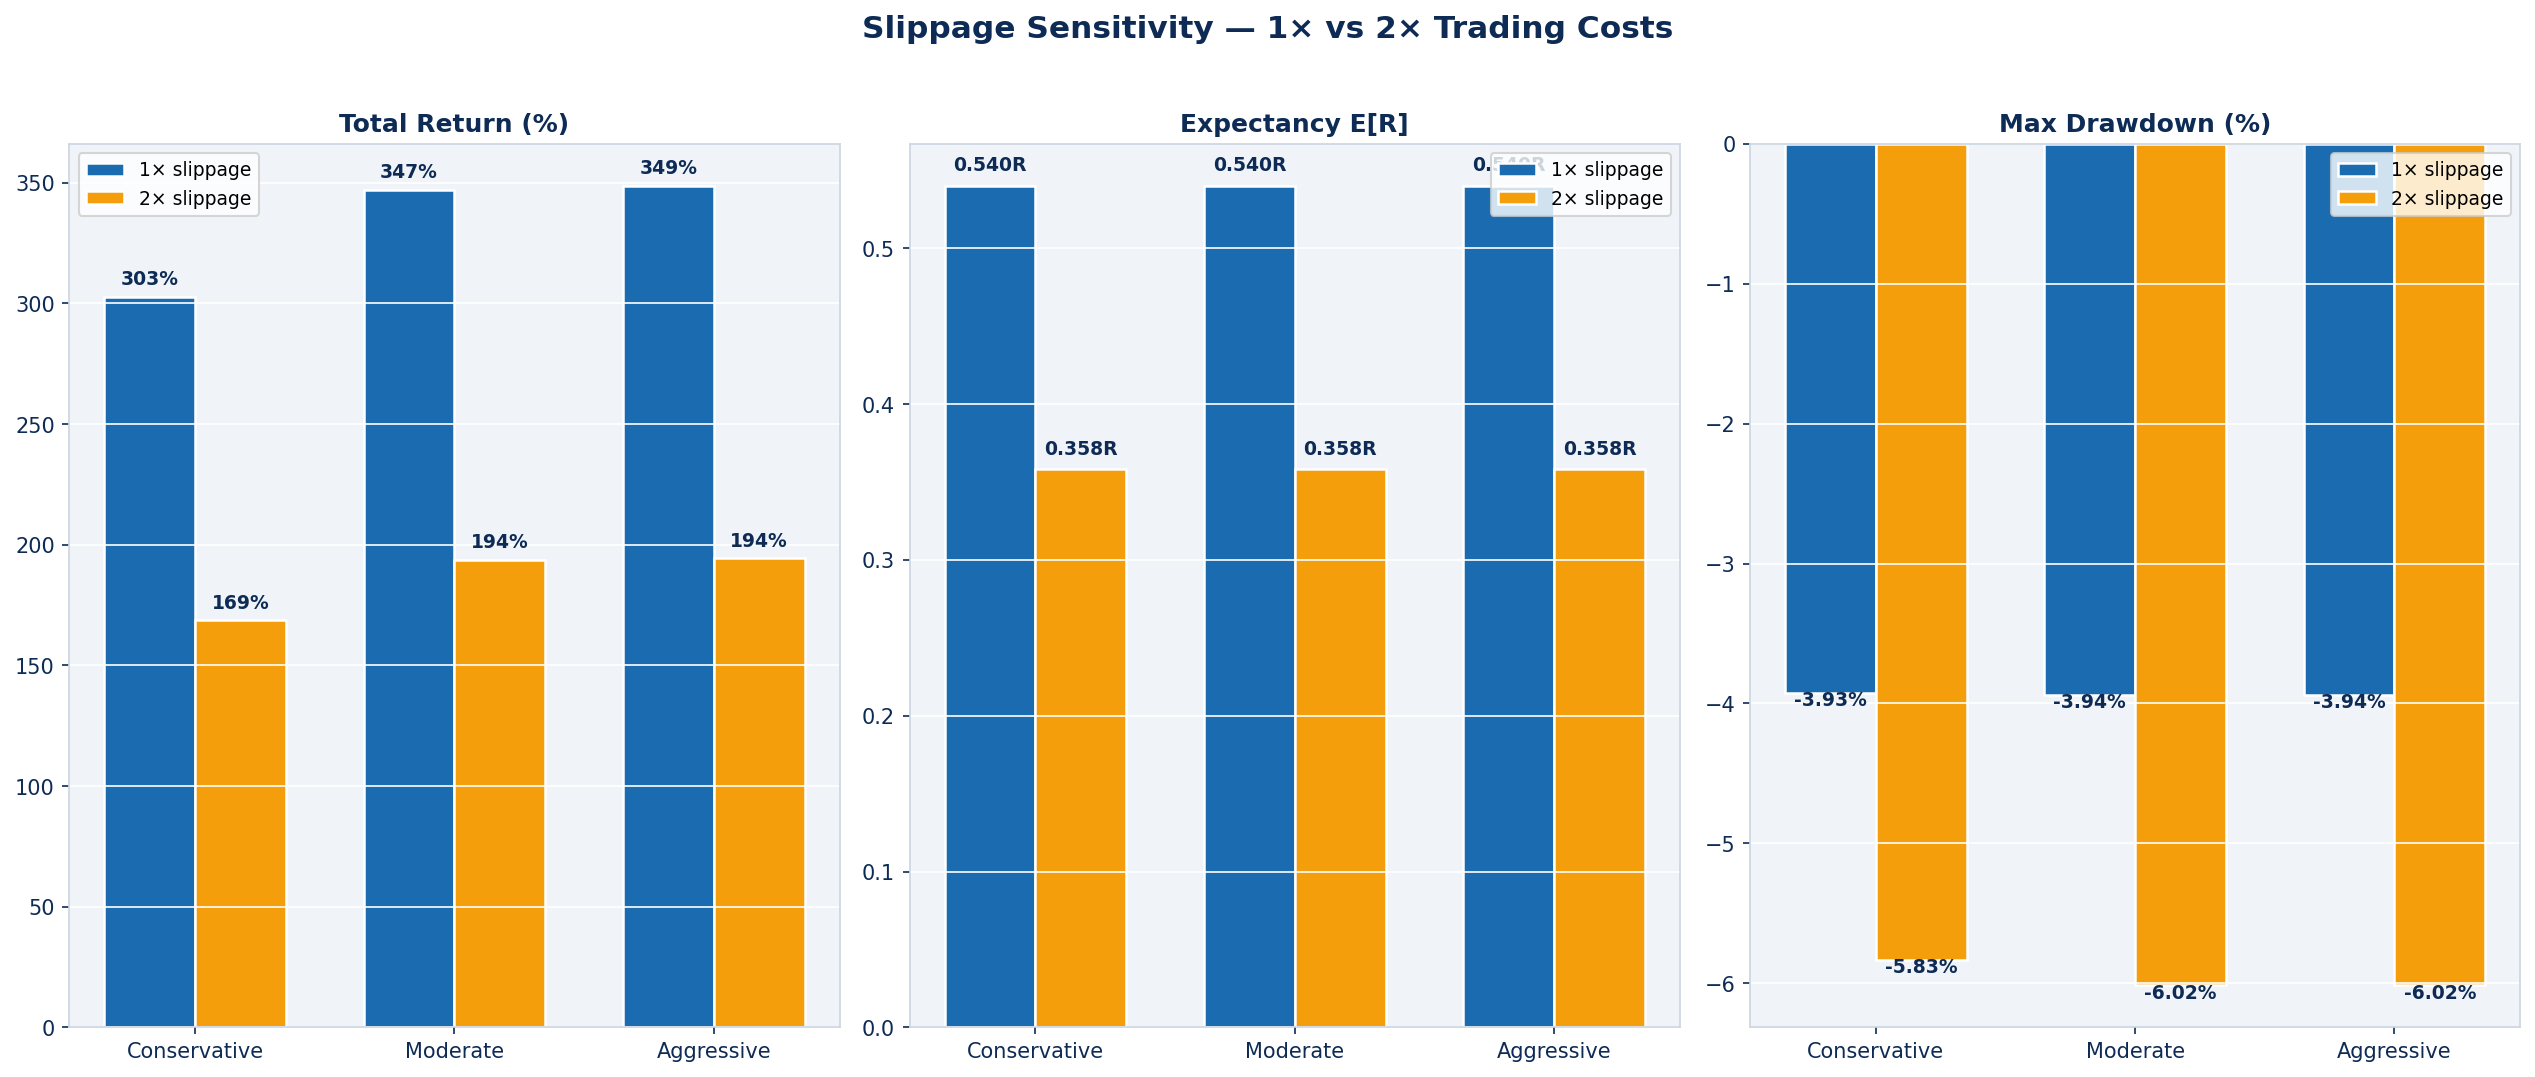 Slippage Sensitivity — 1× vs 2× Trading Costs
Total Return (%)
1× slippage
2× slippage
350
300
250
200
150
100
50
0
303%
169%
347%
194%
349%
194%
Conservative
Moderate
Aggressive
Expectancy E[R]
1× slippage
2× slippage
0.5
0.4
0.3
0.2
0.1
0.0
0.540R
0.358R
0.540R
0.358R
0.540R
0.358R
Conservative
Moderate
Aggressive
Max Drawdown (%)
1× slippage
2× slippage
0
−1
−2
−3
−4
−5
−6
-3.93%
-5.83%
-3.94%
-6.02%
-3.94%
-6.02%
Conservative
Moderate
Aggressive